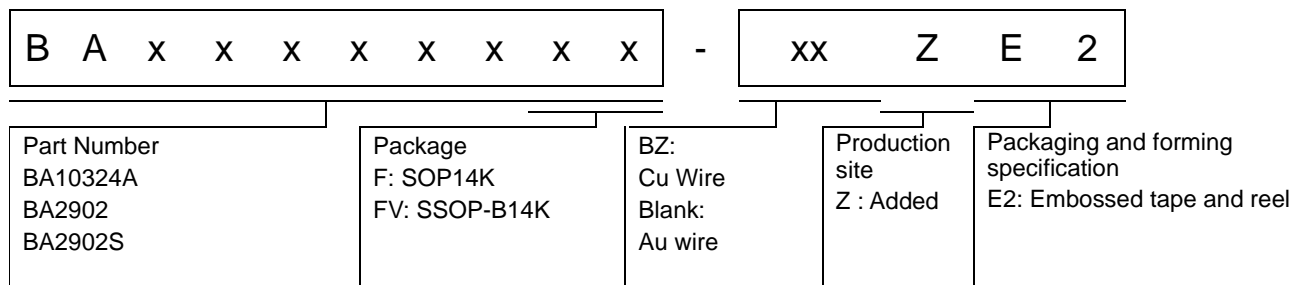 B A x x x x x x x x - xx Z E 2
Part Number
BA10324A
BA2902
BA2902S
Package
F: SOP14K
FV: SSOP-B14K
BZ:
Cu Wire
Blank:
Au wire
Production
site
Z : Added
Packaging and forming
specification
E2: Embossed tape and reel